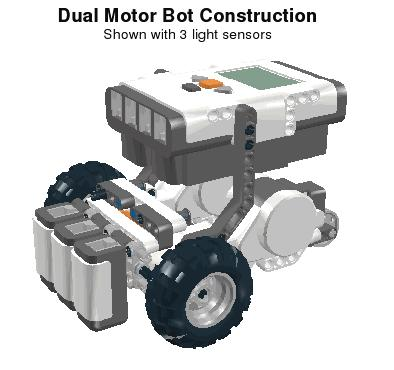 Dual Motor Bot Construction
Shown with 3 light sensors